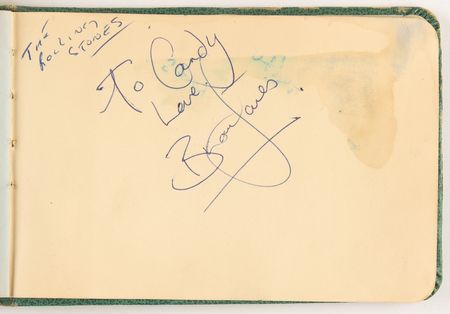 THE
ROLLING
STONES
To Candy
Love
Brian Jones